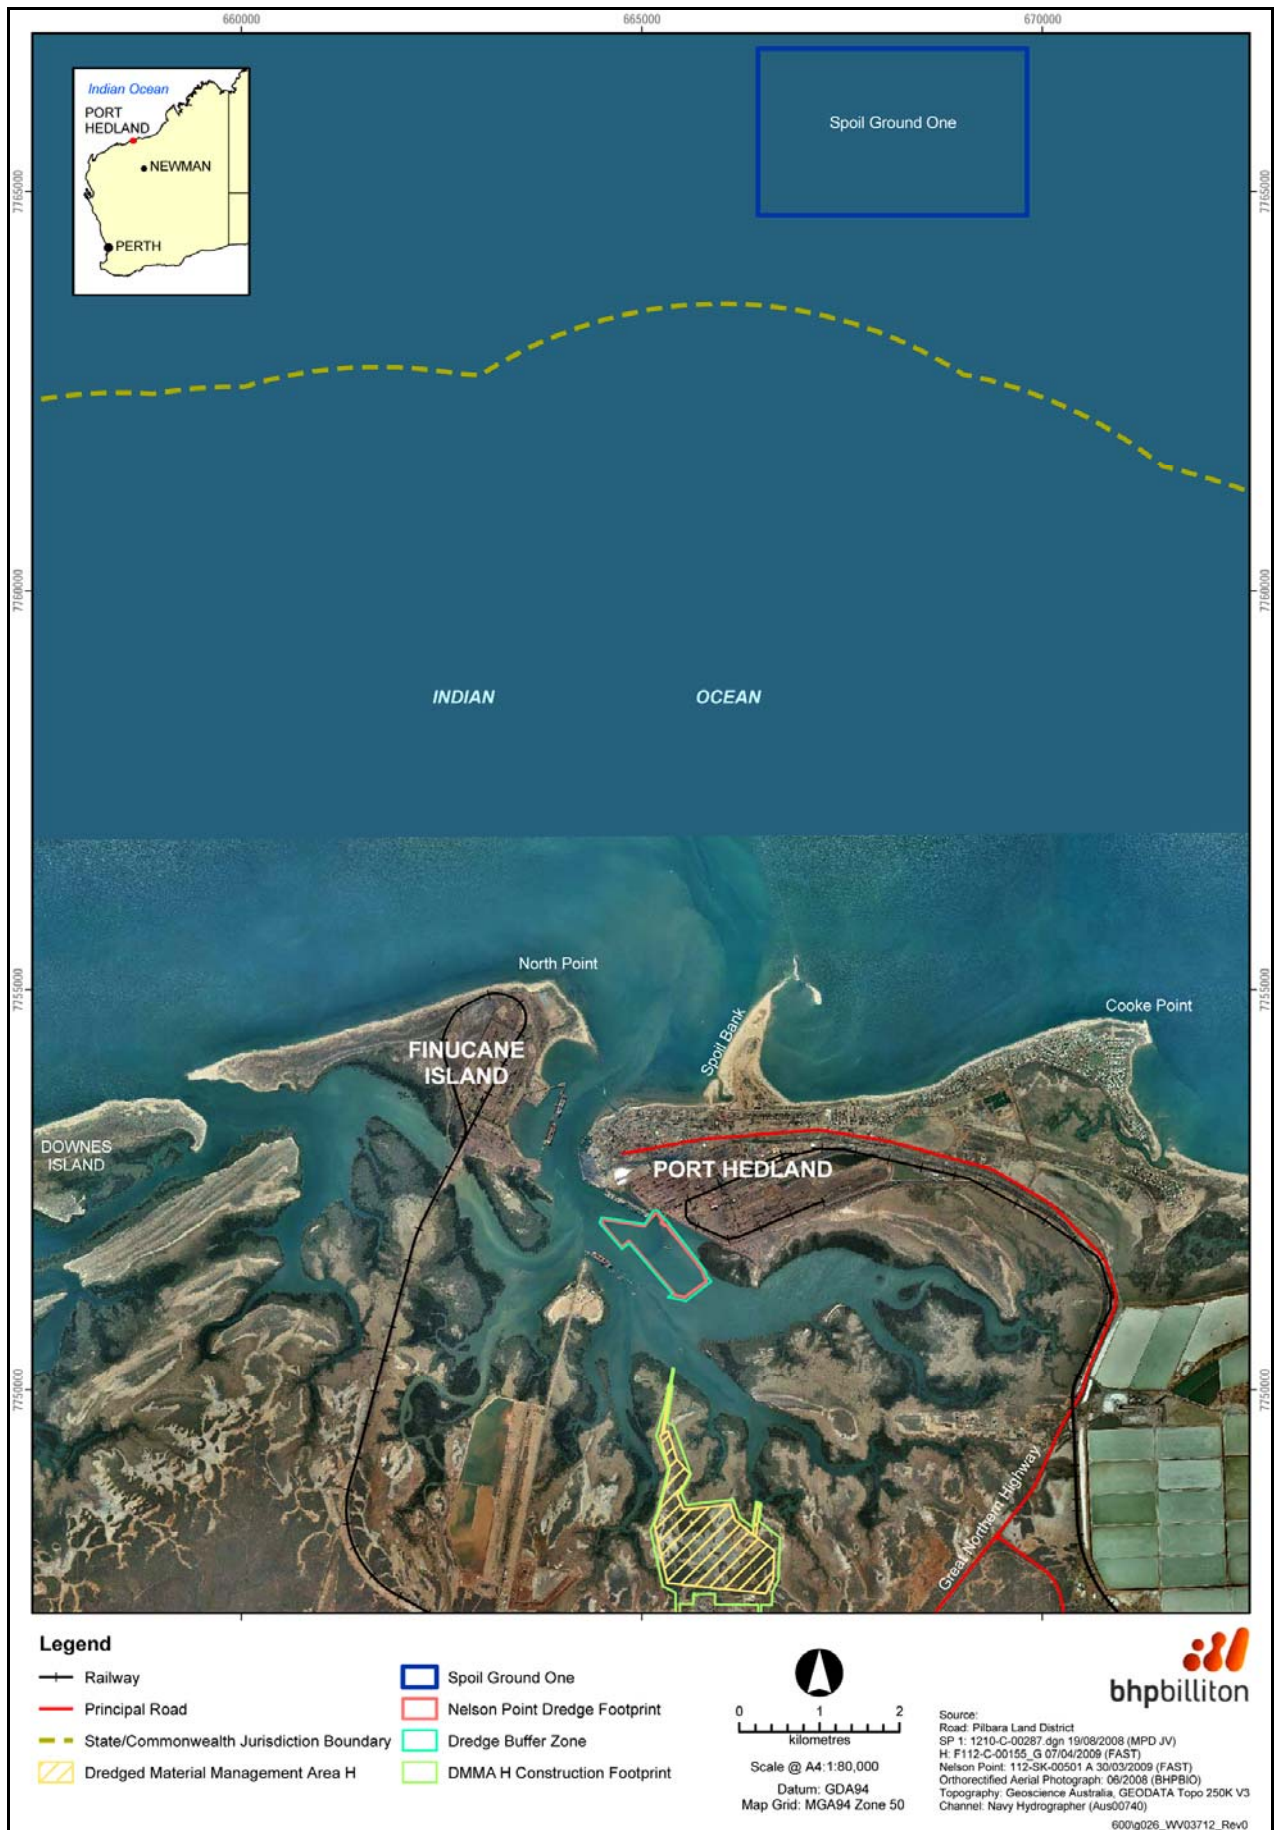 660000
665000
670000
Indian Ocean
PORT
HEDLAND
NEWMAN
PERTH
Spoil Ground One
7765000
7765000
7760000
7760000
INDIAN
OCEAN
North Point
7755000
7755000
Cooke Point
Spoil Bank
FINUCANE
ISLAND
DOWNES
ISLAND
PORT HEDLAND
7750000
7750000
Great Northern Highway
Legend
Railway
Principal Road
State/Commonwealth Jurisdiction Boundary
Dredged Material Management Area H
Spoil Ground One
Nelson Point Dredge Footprint
Dredge Buffer Zone
DMMA H Construction Footprint
0 1 2
kilometres
Scale @ A4:1:80,000
Datum: GDA94
Map Grid: MGA94 Zone 50
bhpbilliton
Source:
Road: Pilbara Land District
SP 1: 1210-C-00287.dgn 19/08/2008 (MPD JV)
H: F112-C-00155_G 07/04/2009 (FAST)
Nelson Point: 112-SK-00501 A 30/03/2009 (FAST)
Orthorectified Aerial Photograph: 06/2008 (BHPBIO)
Topography: Geoscience Australia, GEODATA Topo 250K V3
Channel: Navy Hydrographer (Aus00740)
600\g026_WV03712_Rev0